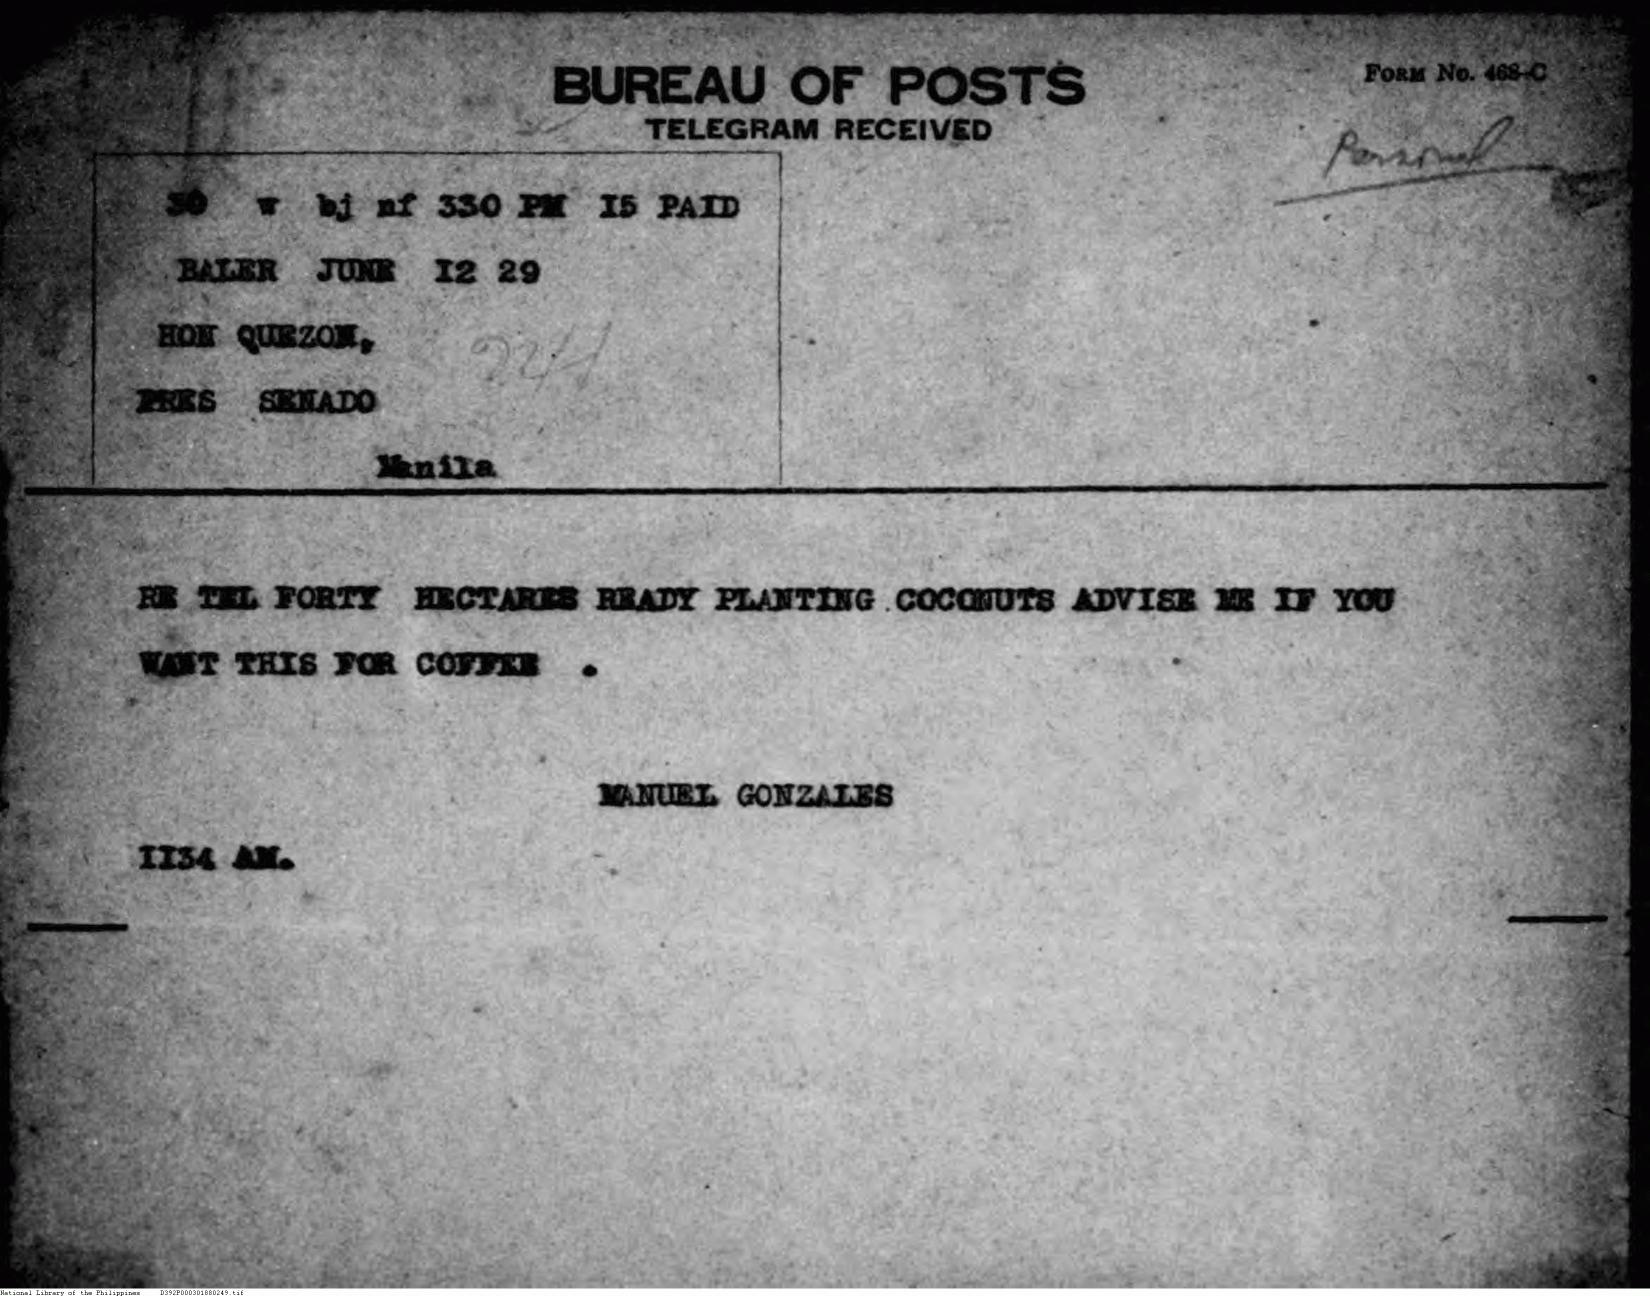 BUREAU OF POSTS
TELEGRAM RECEIVED
FORM No. 468-C
Personal
30 w bj nf 330 PM I5 PAID
BALER JUNE I2 29
HON QUEZON,
PRES SENADO
Manila
RE TEL FORTY HECTARES READY PLANTING COCONUTS ADVISE ME IF YOU
WANT THIS FOR COFFEE .
MANUEL GONZALES
II34 AM.
National Library of the Philippines D392P000301880249.tif